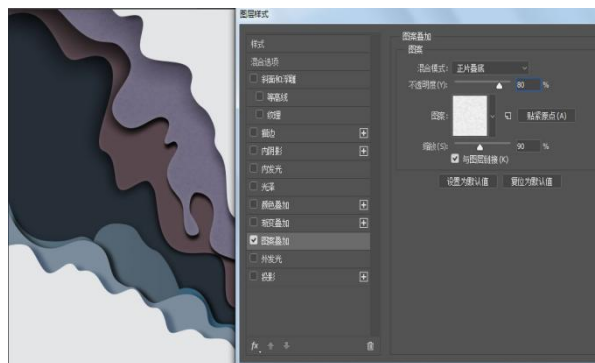 图层样式
样式
混合选项
斜面和浮雕
等高线
纹理
描边
内阴影
内发光
光泽
颜色叠加
渐变叠加
图案叠加
外发光
投影
fx
图案叠加
图案
混合模式: 正片叠底
不透明度(Y): 80 %
图案: 贴紧原点(A)
缩放(S): 90 %
与图层链接(K)
设置为默认值 复位为默认值